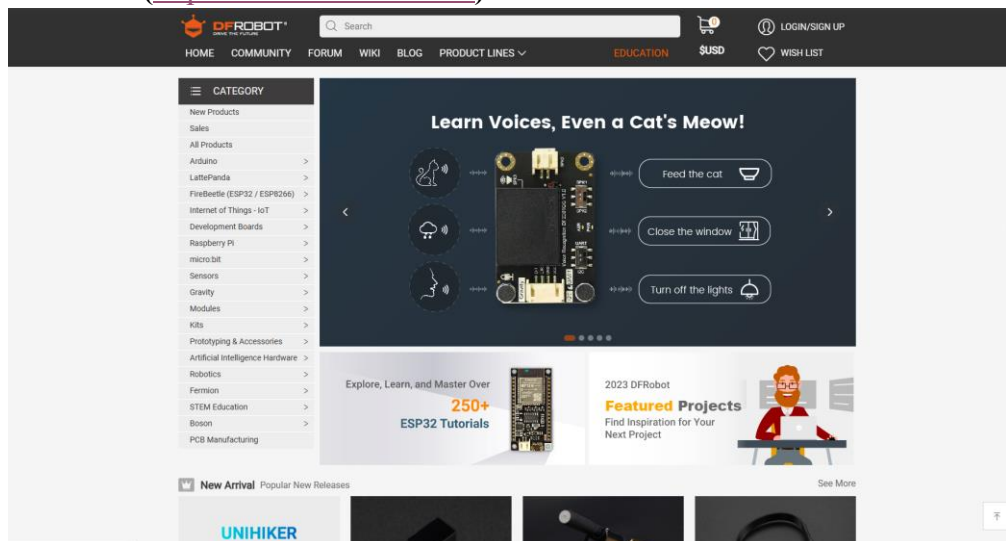 DFROBOT
DRIVE THE FUTURE
Search
0
LOGIN/SIGN UP
HOME COMMUNITY FORUM WIKI BLOG PRODUCT LINES
EDUCATION
$USD
WISH LIST
CATEGORY
New Products
Sales
All Products
Arduino >
LattePanda >
FireBeetle (ESP32 / ESP8266) >
Internet of Things - IoT >
Development Boards >
Raspberry Pi >
micro:bit >
Sensors >
Gravity >
Modules >
Kits >
Prototyping & Accessories >
Artificial Intelligence Hardware >
Robotics >
Fermion >
STEM Education >
Boson >
PCB Manufacturing
Learn Voices, Even a Cat's Meow!
Feed the cat
Close the window
Turn off the lights
UART
Explore, Learn, and Master Over
250+
ESP32 Tutorials
2023 DFRobot
Featured Projects
Find Inspiration for Your
Next Project
New Arrival Popular New Releases
See More
UNIHIKER